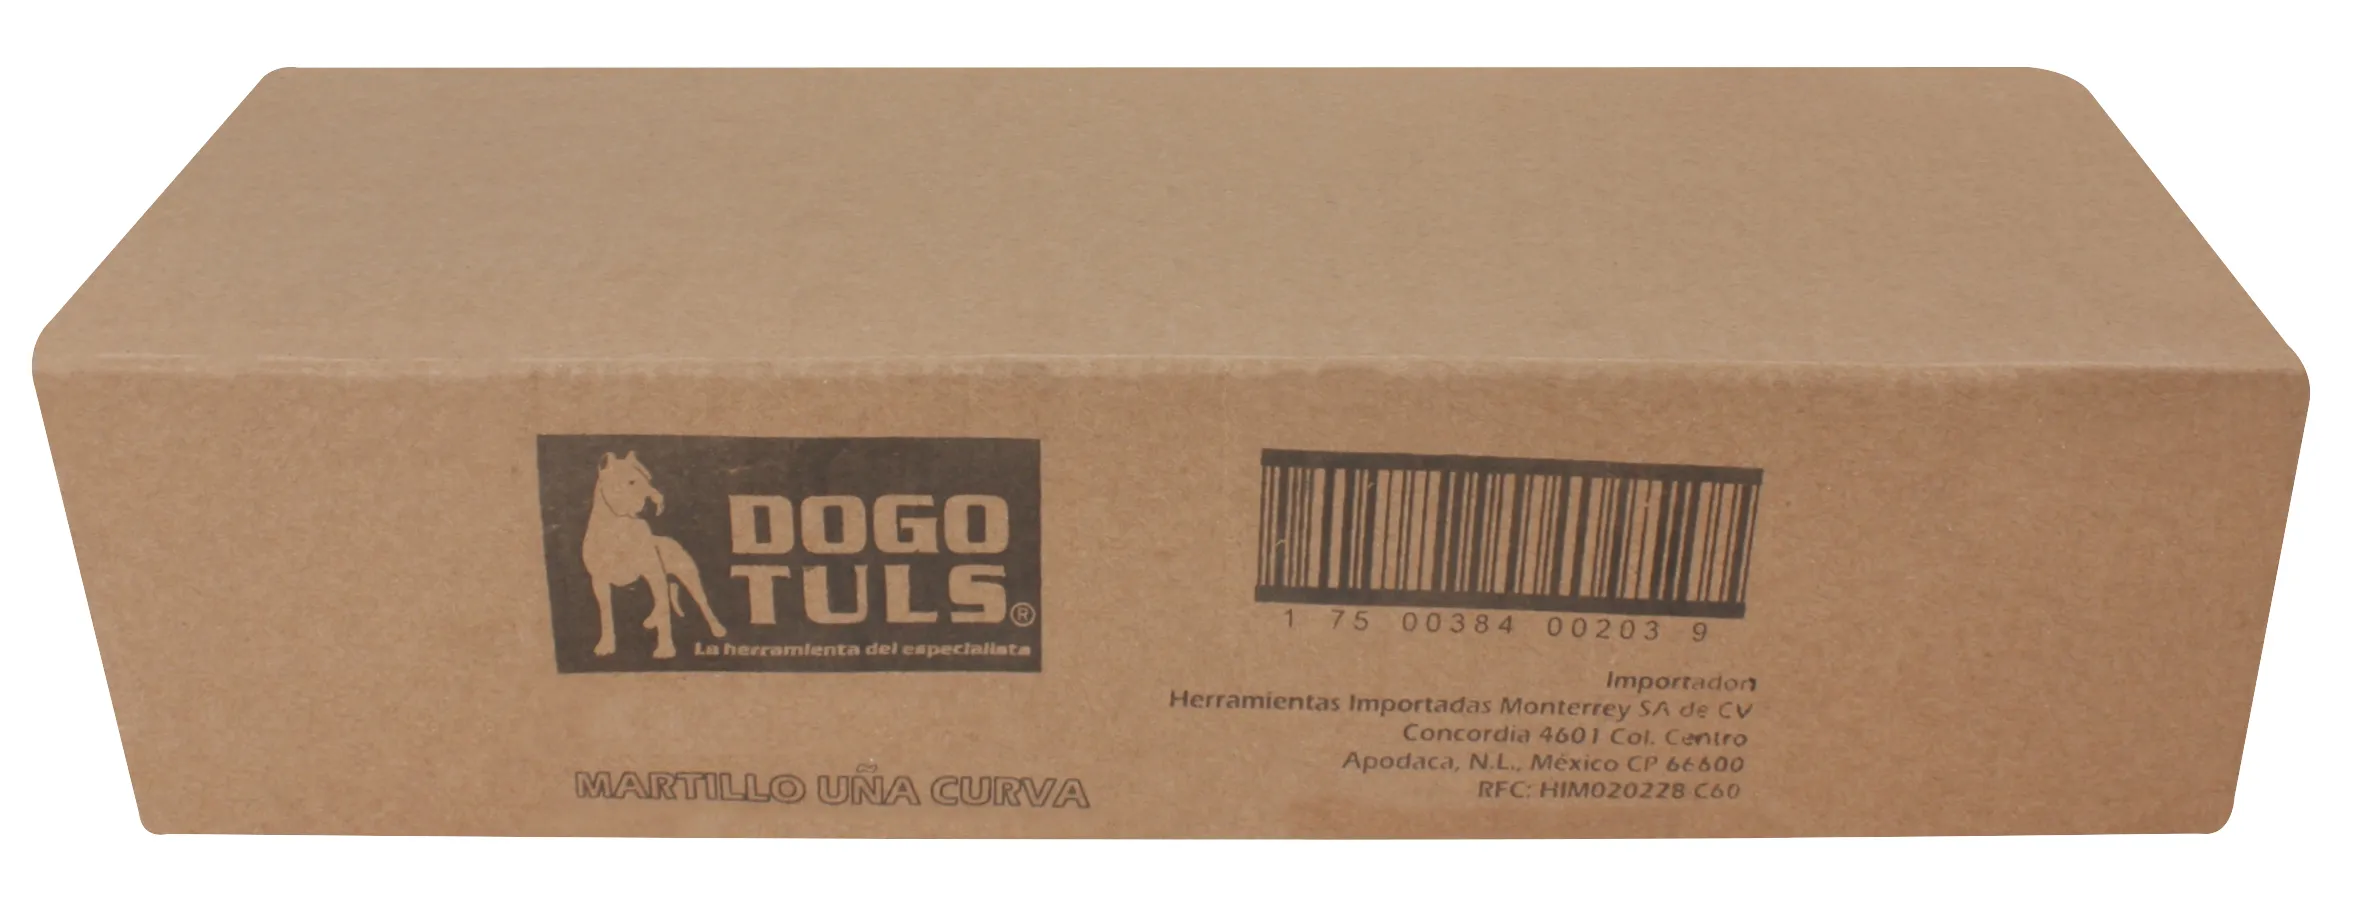 DOGO
TULS®
La herramienta del especialista
MARTILLO UÑA CURVA
1 75 00384 00203 9
Importador:
Herramientas Importadas Monterrey SA de CV
Concordia 4601 Col. Centro
Apodaca, N.L., México CP 66600
RFC: HIM020228 C60